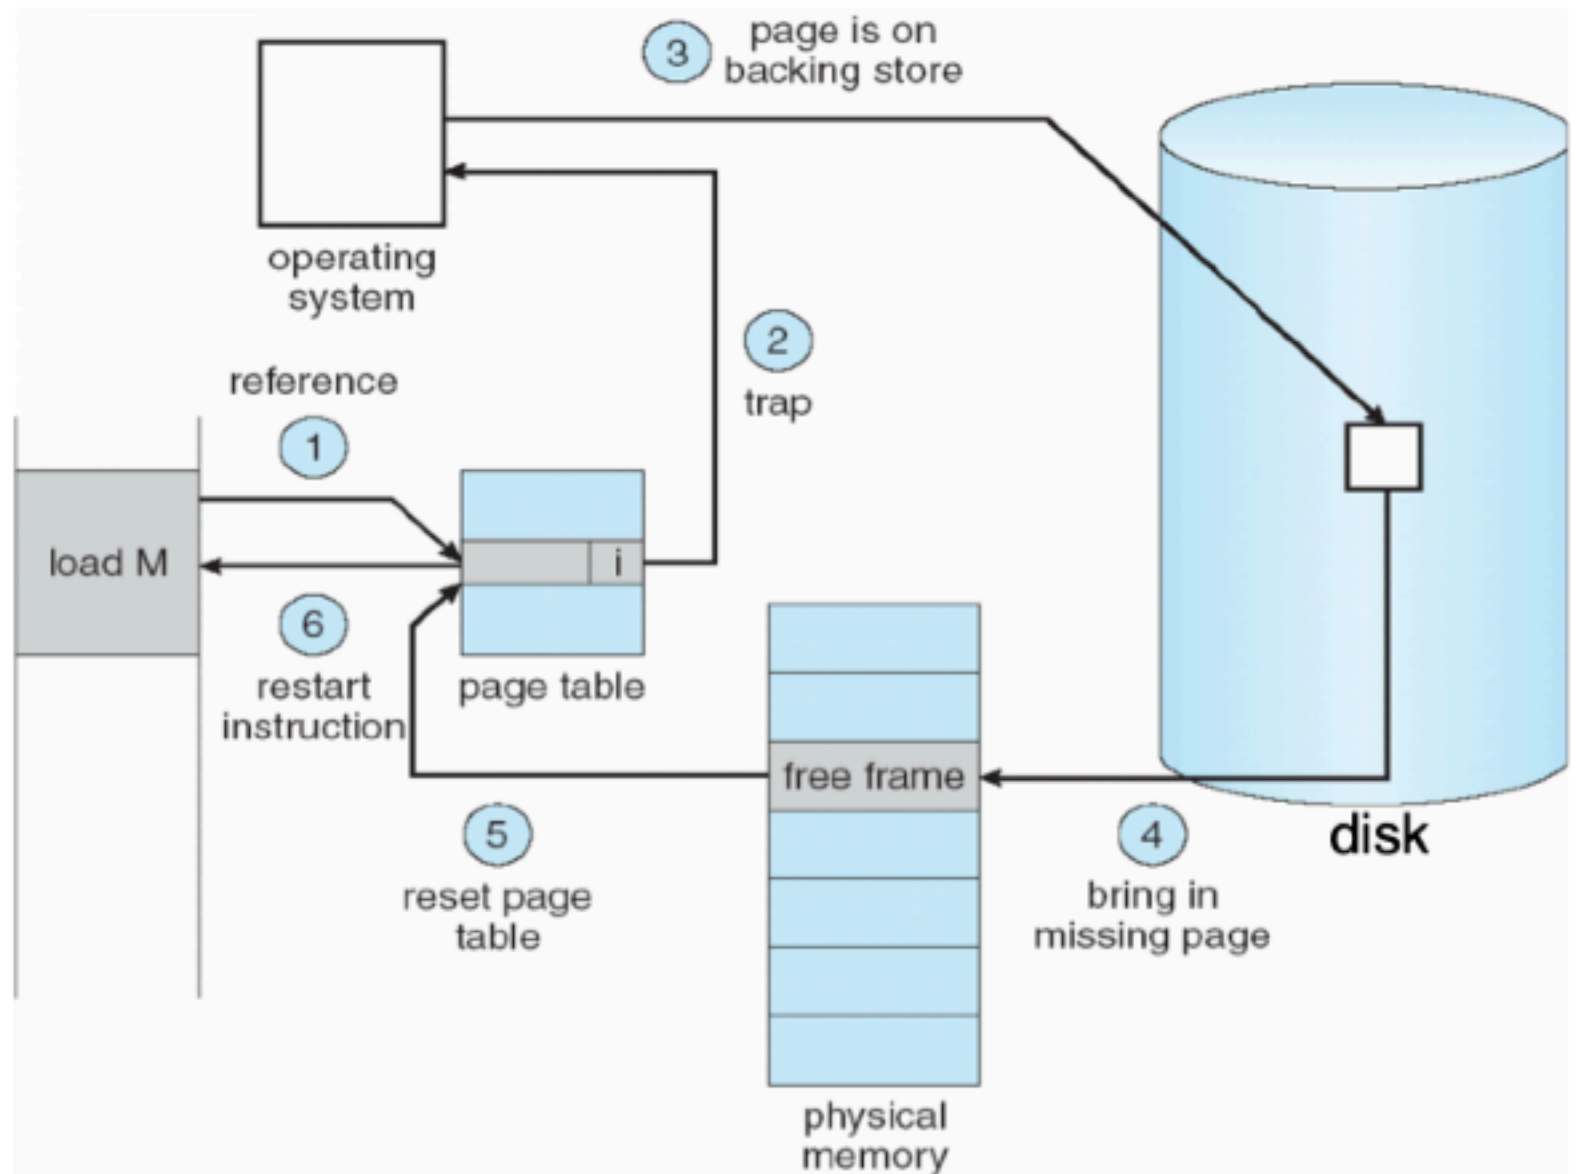 3
page is on
backing store
operating
system
reference
1
2
trap
load M
i
6
restart
instruction
page table
free frame
5
reset page
table
4
bring in
missing page
disk
physical
memory